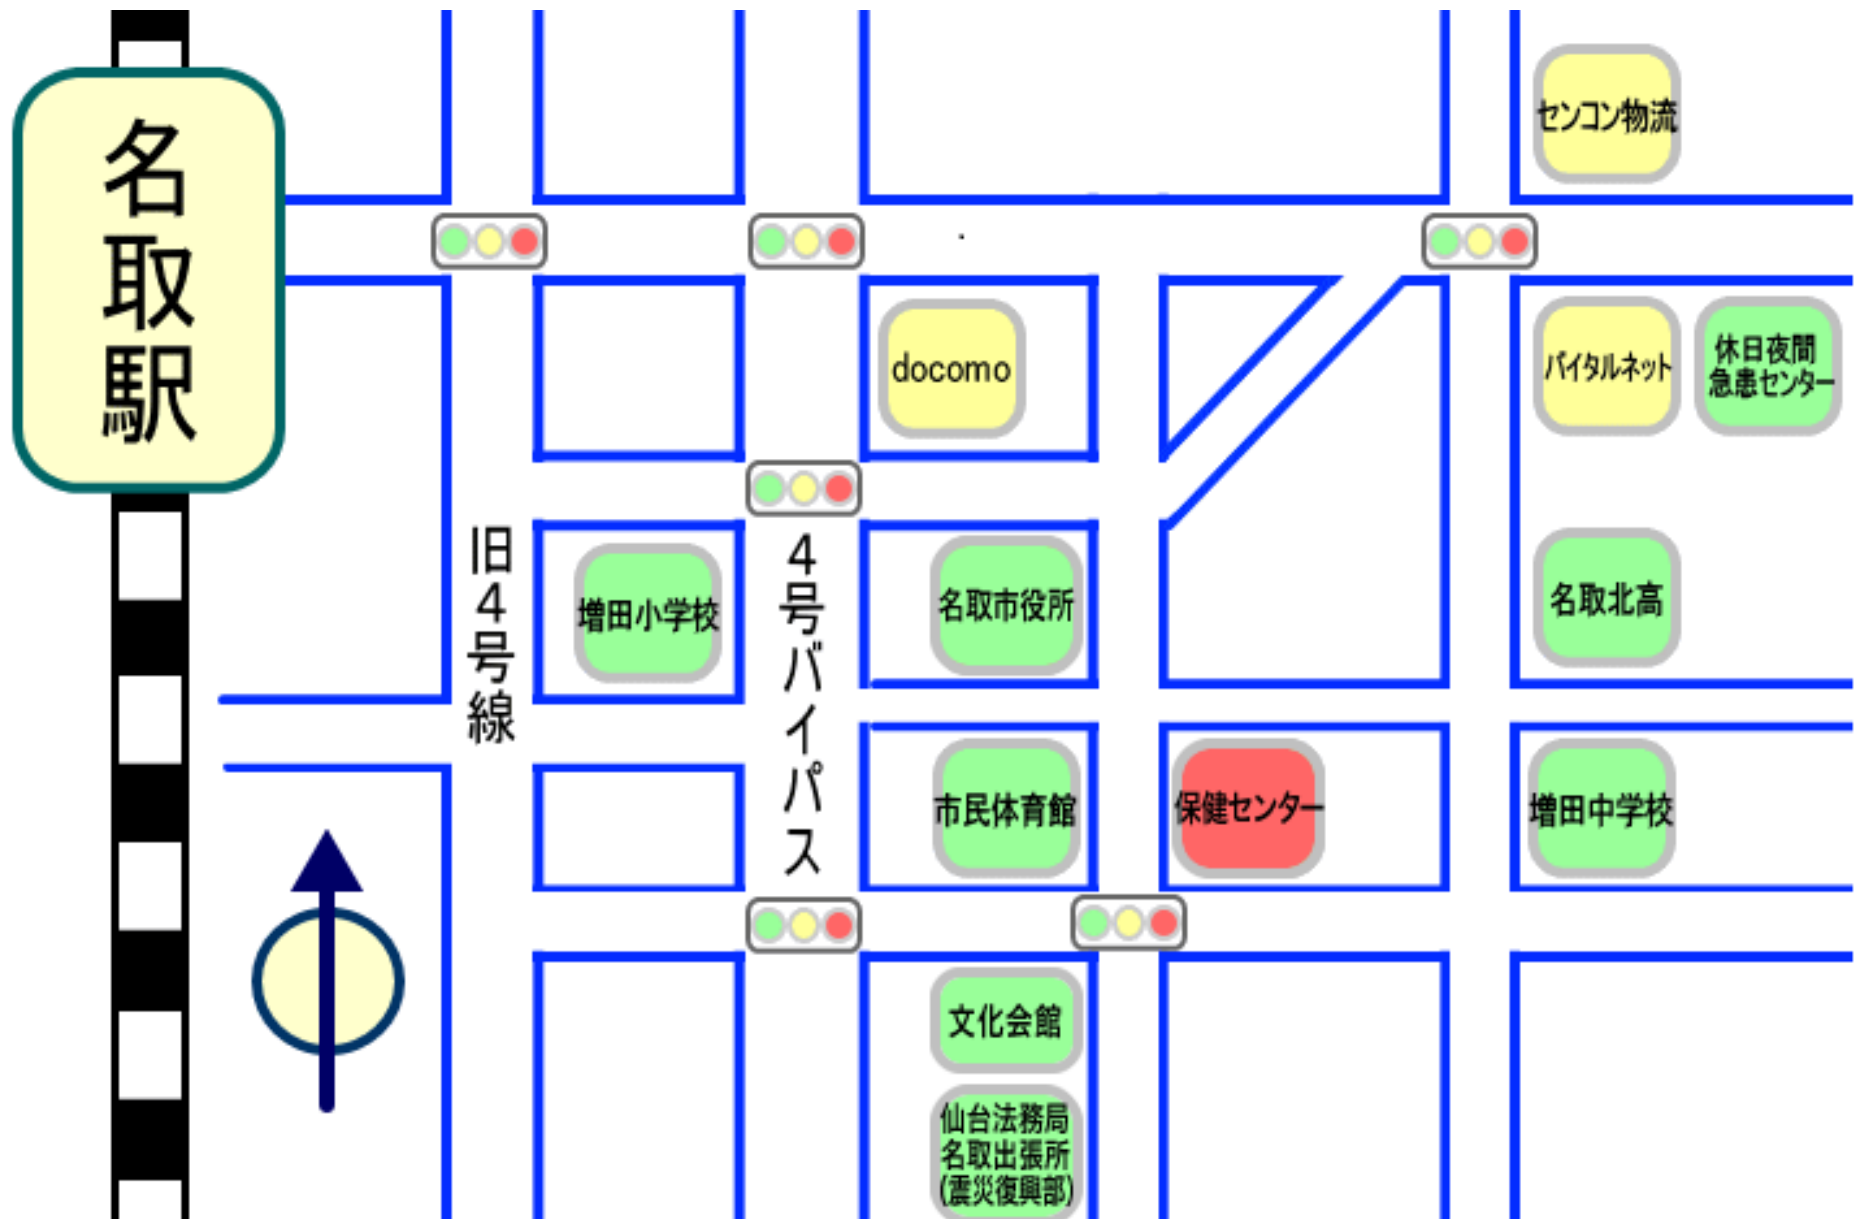 名取駅
センコン物流
docomo
バイタルネット
休日夜間
急患センター
旧4号線
増田小学校
4号バイパス
名取市役所
名取北高
市民体育館
保健センター
増田中学校
文化会館
仙台法務局
名取出張所
(震災復興部)